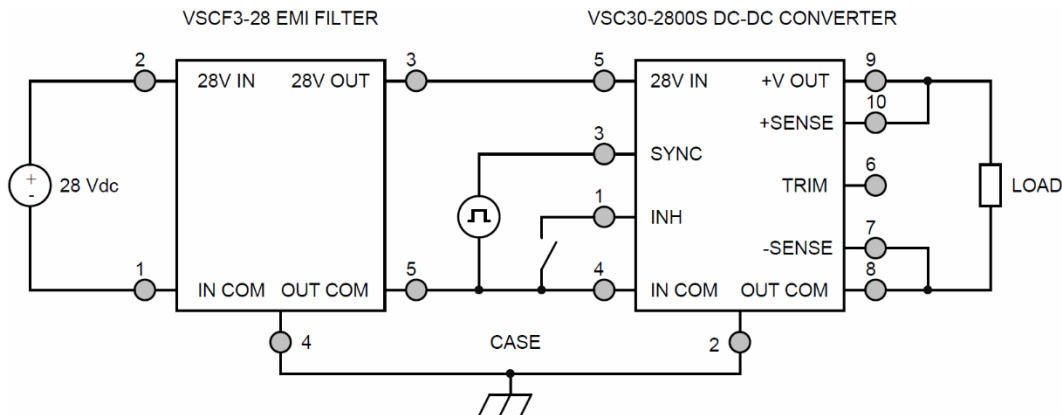 VSCF3-28 EMI FILTER
VSC30-2800S DC-DC CONVERTER
2
28V IN
28V OUT
3
5
28V IN
+V OUT
9
10
+SENSE
3
SYNC
+
-
28 Vdc
6
TRIM
LOAD
1
INH
7
-SENSE
1
IN COM
OUT COM
5
4
IN COM
OUT COM
8
4
CASE
2